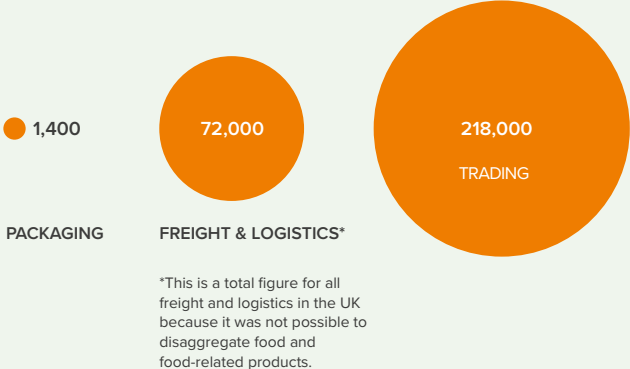 1,400
72,000
218,000
TRADING
PACKAGING
FREIGHT & LOGISTICS*
*This is a total figure for all
freight and logistics in the UK
because it was not possible to
disaggregate food and
food-related products.